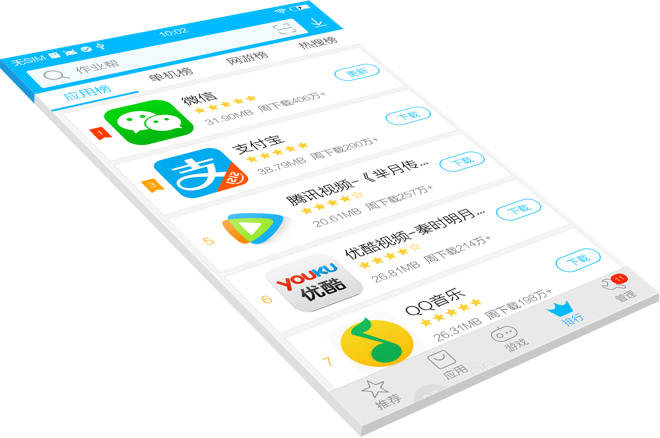 无SIM 10:02
作业帮
应用榜 单机榜 网游榜 热搜榜
1 微信 更新
31.90MB 周下载406万+
支付宝 下载
38.79MB 周下载290万+
5 腾讯视频-《芈月传... 下载
20.61MB 周下载257万+
6 YOUKU 优酷 优酷视频-秦时明月... 下载
26.81MB 周下载214万+
7 QQ音乐 下载
26.31MB 周下载198万+
推荐 应用 游戏 排行 管理 11